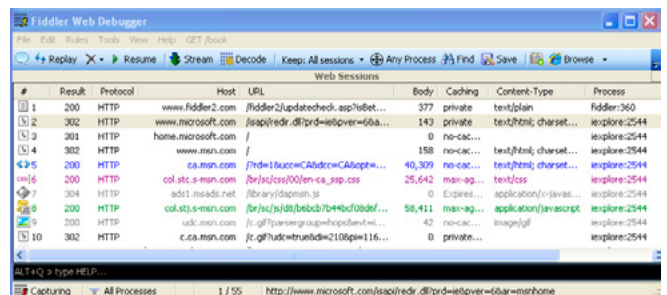 Fiddler Web Debugger
File Edit Rules Tools View Help GET /book
Replay X Resume Stream Decode Keep: All sessions Any Process Find Save Browse
Web Sessions
# Result Protocol Host URL Body Caching Content-Type Process
1 200 HTTP www.fiddler2.com /fiddler2/updatecheck.asp?isBet... 377 private text/plain fiddler:360
2 302 HTTP www.microsoft.com /isapi/redir.dll?prd=ie&pver=6&a... 143 private text/html; charset... iexplore:2544
3 301 HTTP home.microsoft.com / 0 no-cac... iexplore:2544
4 302 HTTP www.msn.com / 158 no-cac... text/html; charset... iexplore:2544
5 200 HTTP ca.msn.com /?rd=1&ucc=CA&dcc=CA&opt=... 40,309 no-cac... text/html; charset... iexplore:2544
6 200 HTTP col.stc.s-msn.com /br/sc/css/00/en-ca_ssp.css 25,642 max-ag... text/css iexplore:2544
7 304 HTTP ads1.msads.net /library/dapmsn.js 0 Expires... application/x-javas... iexplore:2544
8 200 HTTP col.stj.s-msn.com /br/sc/js/d8/b6bcb7b44bcf08d6f... 58,411 max-ag... application/javascript iexplore:2544
9 200 HTTP udc.msn.com /c.gif?parsergroup=hops&evt=i... 42 no-cac... image/gif iexplore:2544
10 302 HTTP c.ca.msn.com /c.gif?udc=true&di=210&pi=116... 0 private... iexplore:2544
ALT+Q > type HELP...
Capturing All Processes 1 / 55 http://www.microsoft.com/isapi/redir.dll?prd=ie&pver=6&ar=msnhome